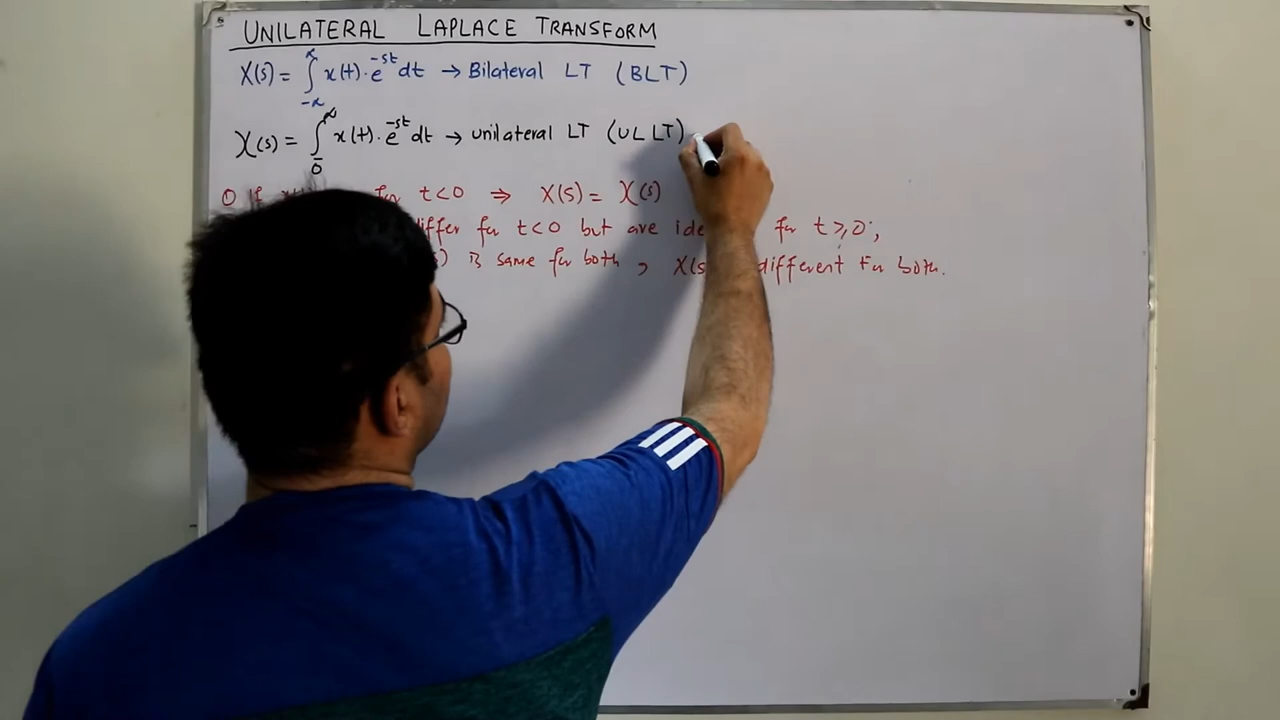 UNILATERAL LAPLACE TRANSFORM
X(s) = ∫_{-∞}^{∞} x(t)·e^{-st} dt → Bilateral LT (BLT)
𝒳(s) = ∫_{0^-}^{∞} x(t)·e^{-st} dt → unilateral LT (ULLT)
① If for t<0 ⇒ X(s) = 𝒳(s)
differ for t<0 but are for t≥0;
is same for both, different for both.